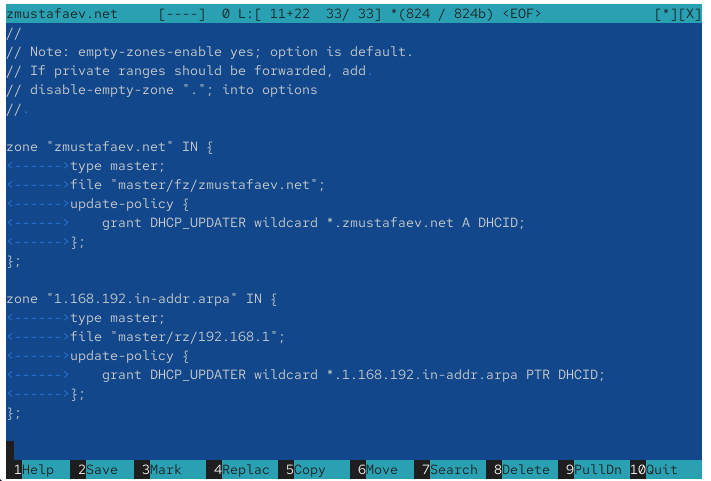 zmustafaev.net [----] 0 L:[ 11+22 33/ 33] *(824 / 824b) <EOF> [*][X]
//
// Note: empty-zones-enable yes; option is default.
// If private ranges should be forwarded, add.
// disable-empty-zone "."; into options
//.
zone "zmustafaev.net" IN {
<------>type master;
<------>file "master/fz/zmustafaev.net";
<------>update-policy {
<------>    grant DHCP_UPDATER wildcard *.zmustafaev.net A DHCID;
<------>};
};
zone "1.168.192.in-addr.arpa" IN {
<------>type master;
<------>file "master/rz/192.168.1";
<------>update-policy {
<------>    grant DHCP_UPDATER wildcard *.1.168.192.in-addr.arpa PTR DHCID;
<------>};
};
1Help 2Save 3Mark 4Replac 5Copy 6Move 7Search 8Delete 9PullDn 10Quit